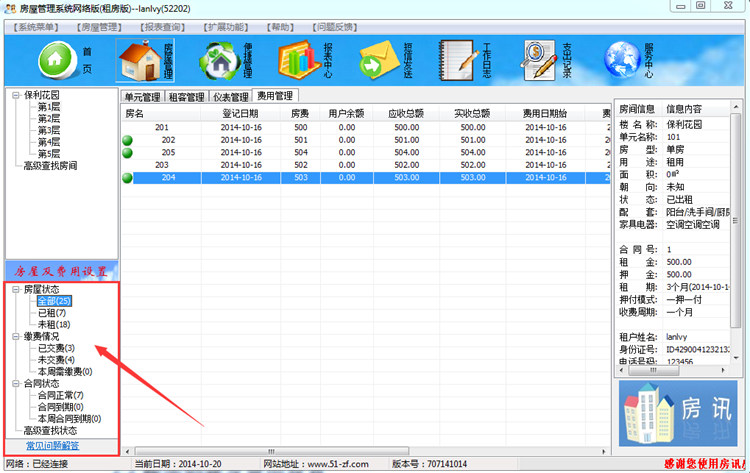 房屋管理系统网络版(租房版)--lanlvy(52202)
【系统菜单】 【房屋管理】 【报表查询】 【扩展功能】 【帮助】 【问题反馈】
首页 房屋管理 便捷管理 报表中心 短信发送 工作日志 支出记录 服务中心
保利花园
第1层
第2层
第3层
第4层
第5层
高级查找房间
房屋及费用设置
房屋状态
全部(25)
已租(7)
未租(18)
缴费情况
已交费(3)
未交费(4)
本周需缴费(0)
合同状态
合同正常(7)
合同到期(0)
本周合同到期(0)
高级查找状态
常见问题解答
单元管理 租客管理 仪表管理 费用管理
房名 登记日期 房费 用户余额 应收总额 实收总额 费用日期始 费
201 2014-10-16 500 0.00 500.00 500.00 2014-10-16 2
202 2014-10-16 501 0.00 501.00 501.00 2014-10-16 20
205 2014-10-16 504 0.00 504.00 504.00 2014-10-16 20
203 2014-10-16 502 0.00 502.00 502.00 2014-10-16 2
204 2014-10-16 503 0.00 503.00 503.00 2014-10-16 20
房间信息 信息内容
楼 名 称: 保利花园
单元名称: 101
房 型: 单房
用 途: 租用
面 积: 0㎡
朝 向: 未知
状 态: 已出租
配 套: 阳台/洗手间/厨房
家具电器: 空调空调空调
合 同 号: 1
租 金: 500.00
押 金: 500.00
租 期: 3个月(2014-10-1
押付模式: 一押一付
收费周期: 一个月
租户姓名: lanlvy
身份证号: ID4290041232132
电话号码: 123456
房讯
网络：已经连接 当前日期：2014-10-20 网站地址：www.51-zf.com 版本号：707141014
感谢您使用房讯